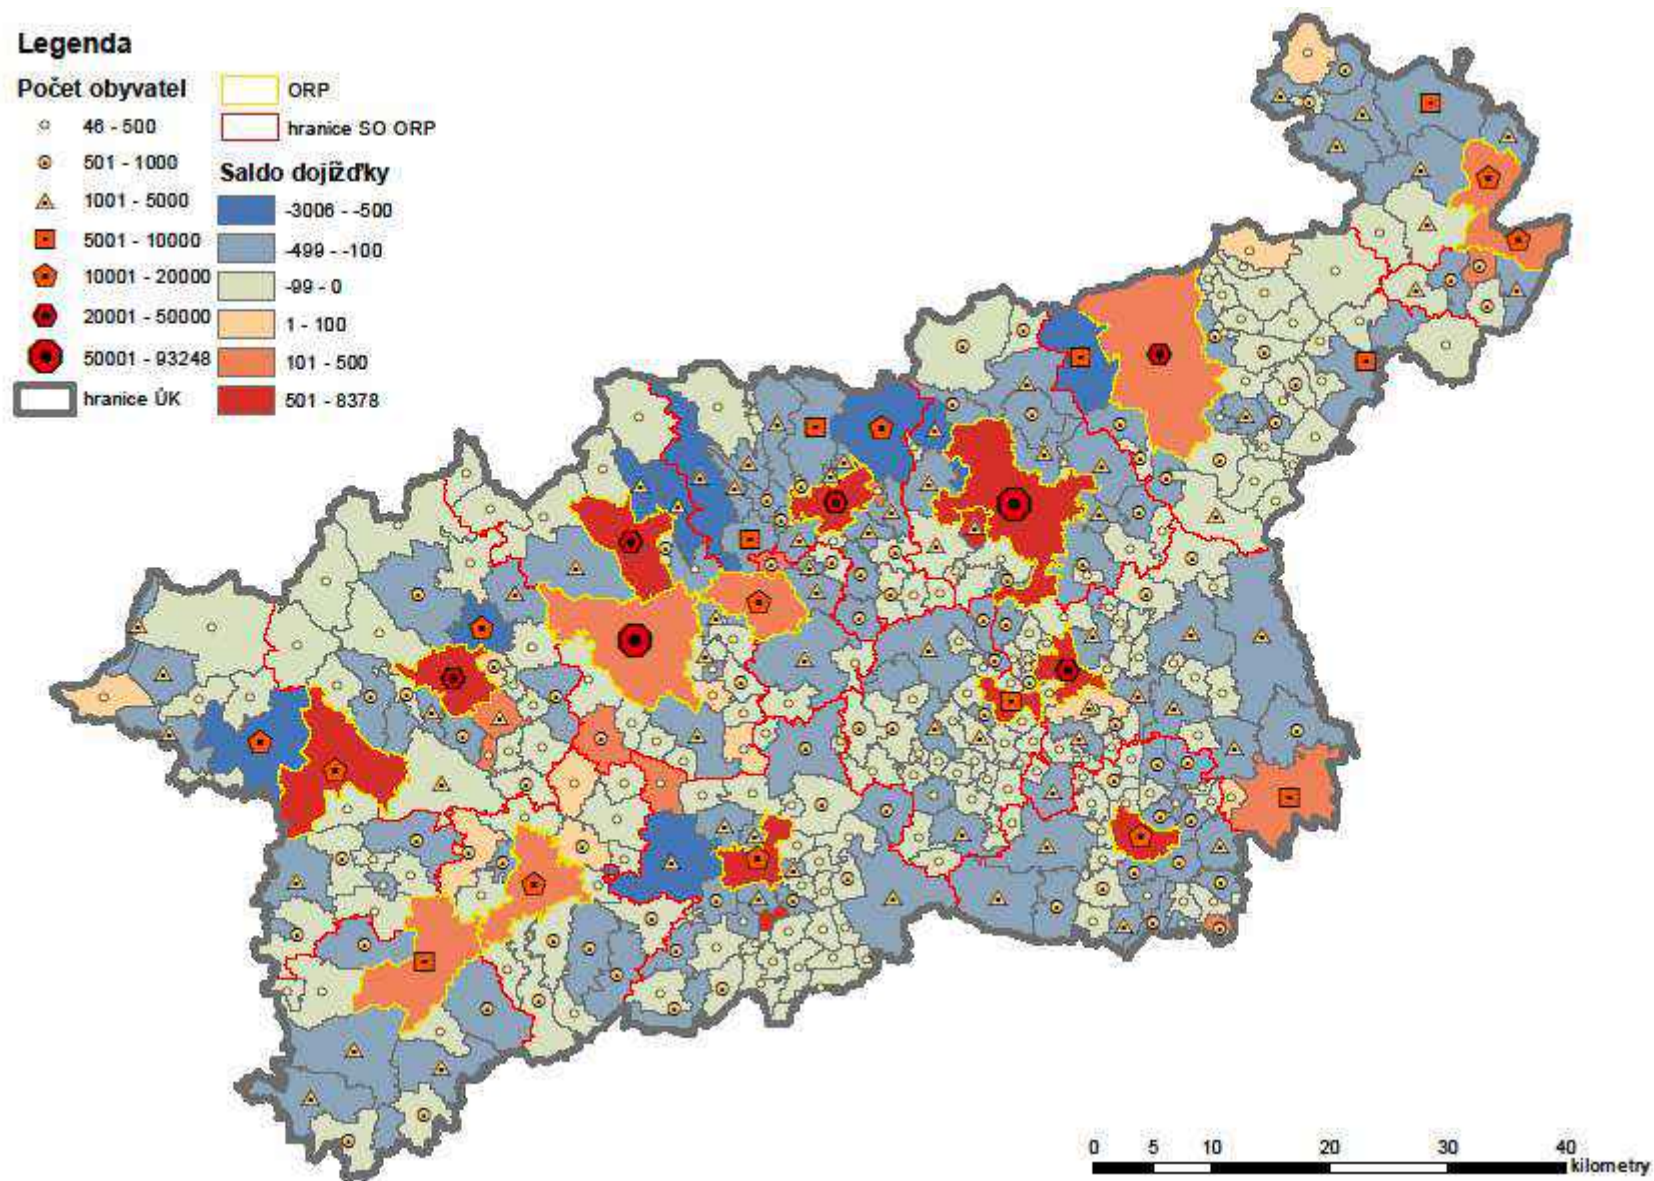 Legenda
Počet obyvatel
46 - 500
501 - 1000
1001 - 5000
5001 - 10000
10001 - 20000
20001 - 50000
50001 - 93248
hranice ÚK
ORP
hranice SO ORP
Saldo dojížďky
-3006 - -500
-499 - -100
-99 - 0
1 - 100
101 - 500
501 - 8378
0 5 10 20 30 40
kilometry